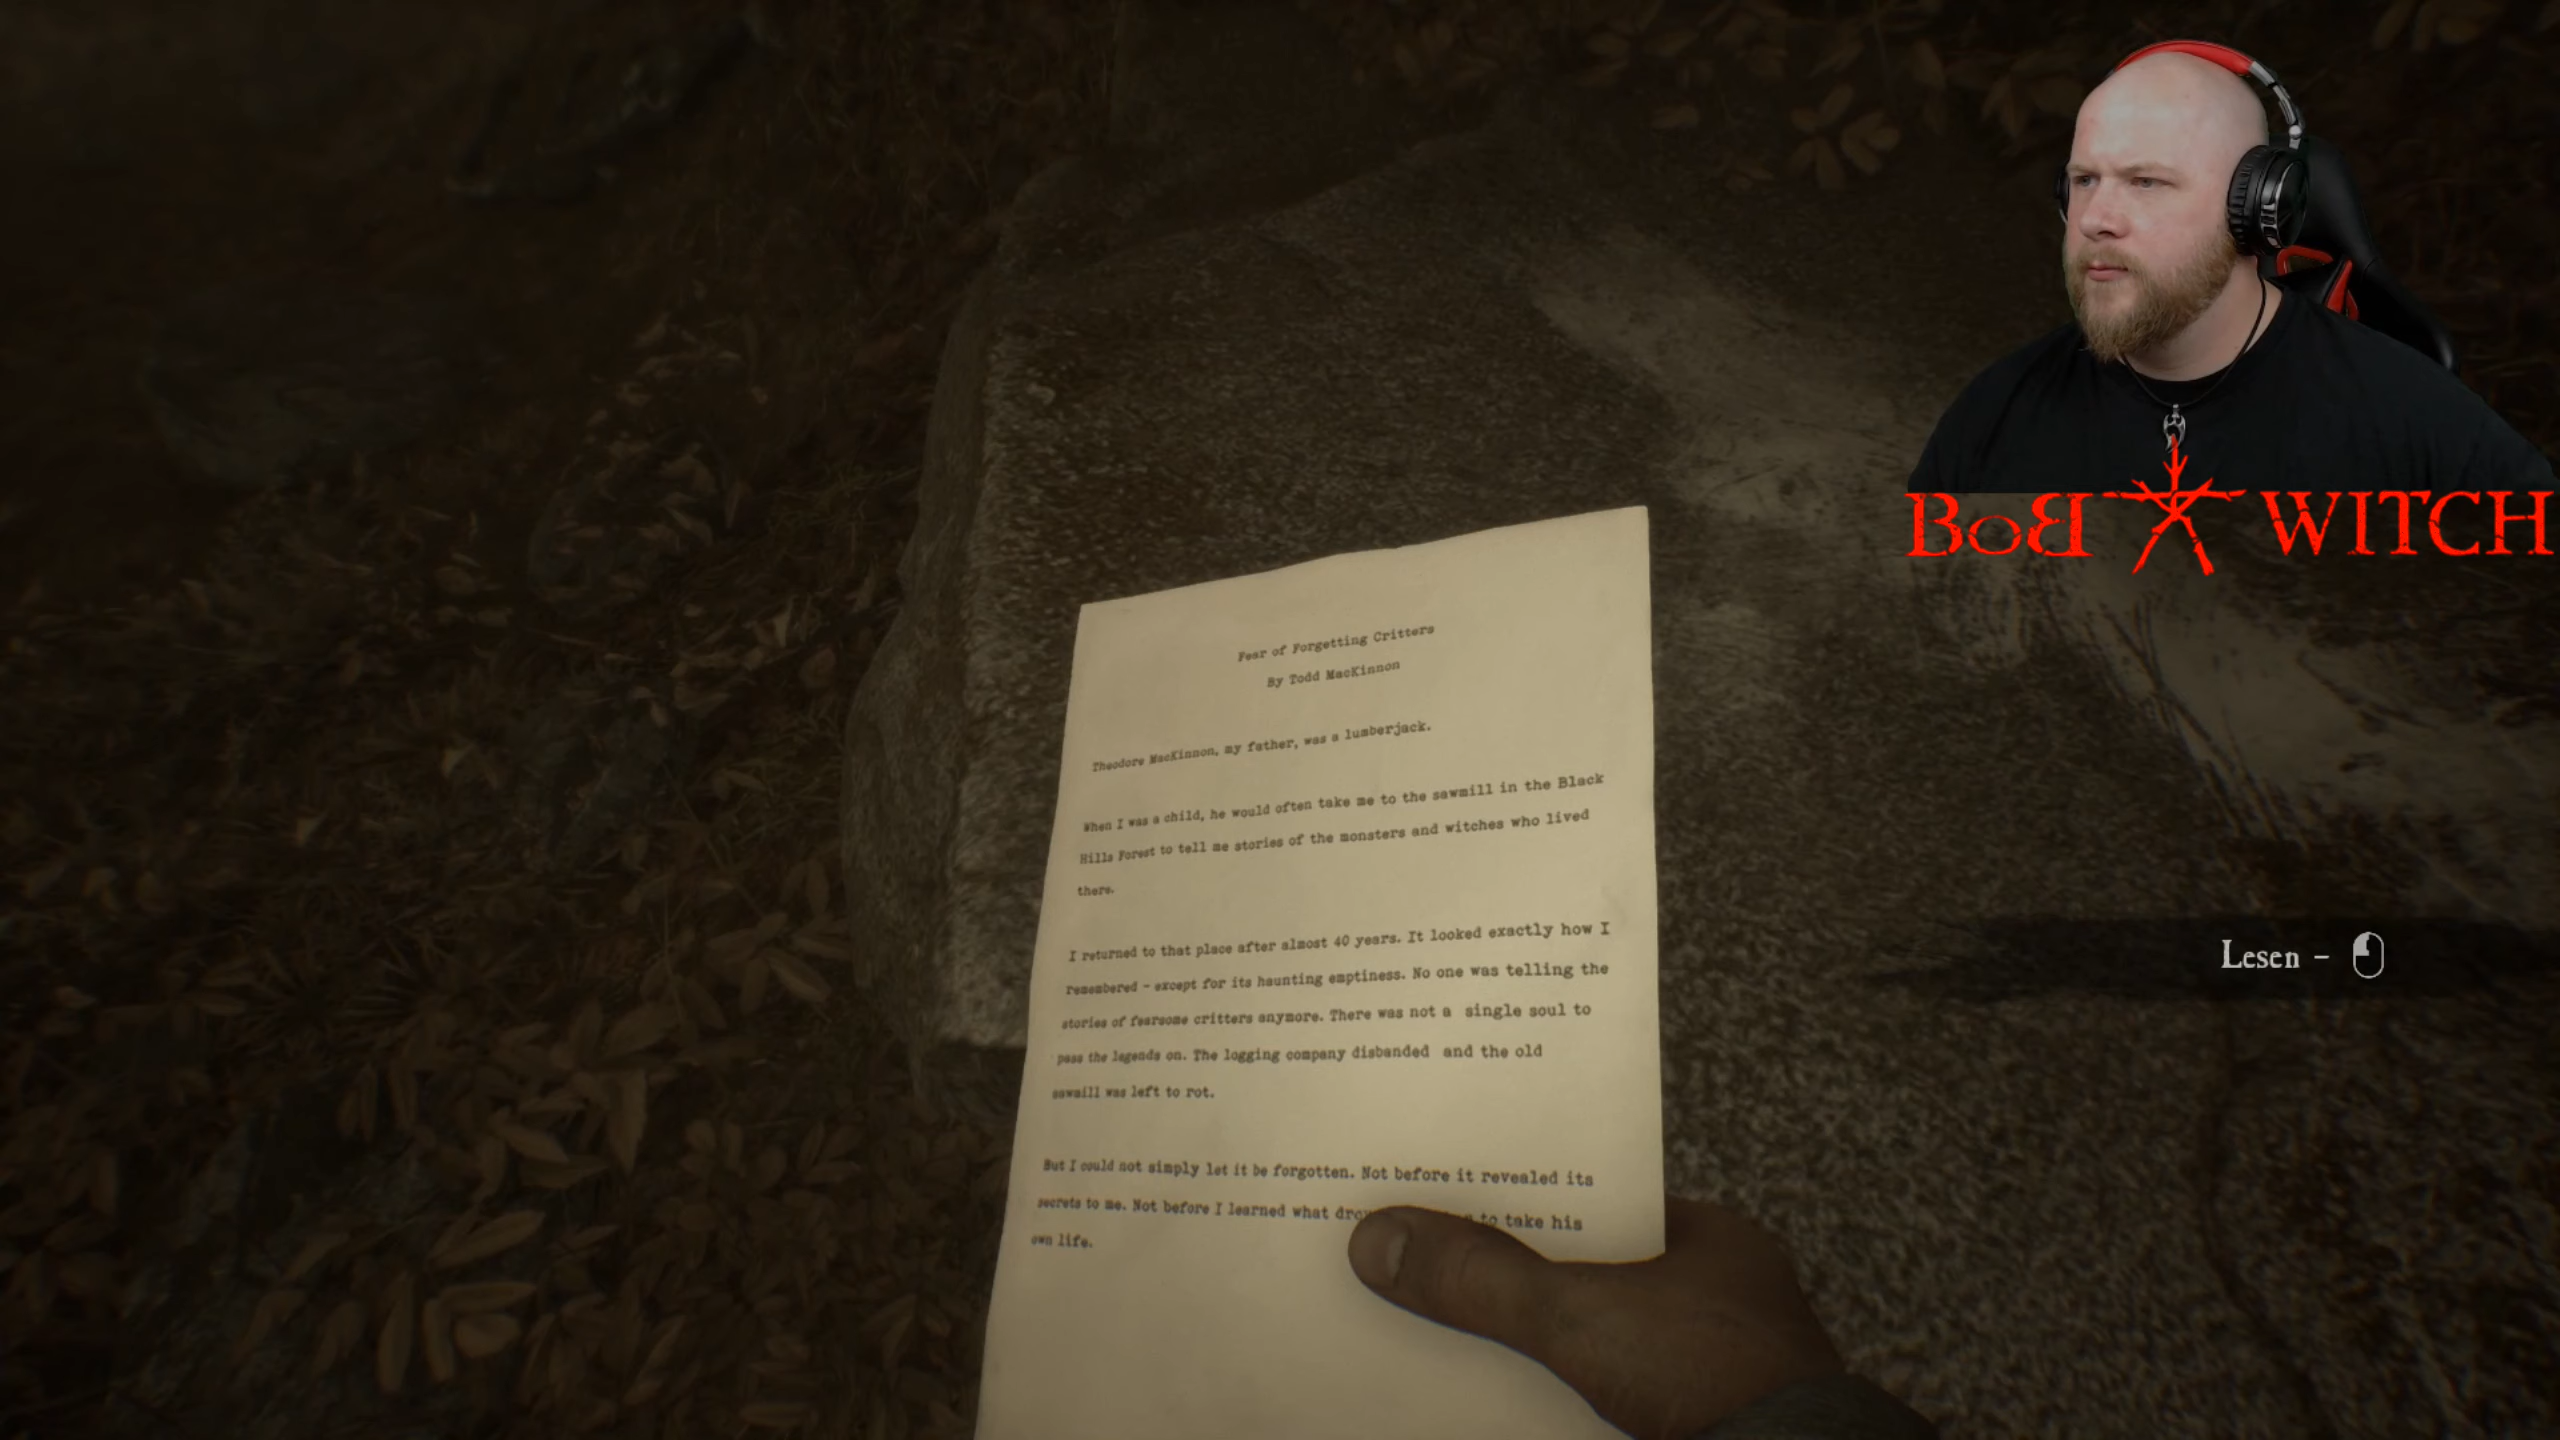 BoB WITCH
Fear of Forgetting Critters
By Todd MacKinnon
Theodore MacKinnon, my father, was a lumberjack.
When I was a child, he would often take me to the sawmill in the Black
Hills Forest to tell me stories of the monsters and witches who lived
there.
I returned to that place after almost 40 years. It looked exactly how I
remembered - except for its haunting emptiness. No one was telling the
stories of fearsome critters anymore. There was not a single soul to
pass the legends on. The logging company disbanded and the old
sawmill was left to rot.
But I could not simply let it be forgotten. Not before it revealed its
secrets to me. Not before I learned what to take his
own life.
Lesen -